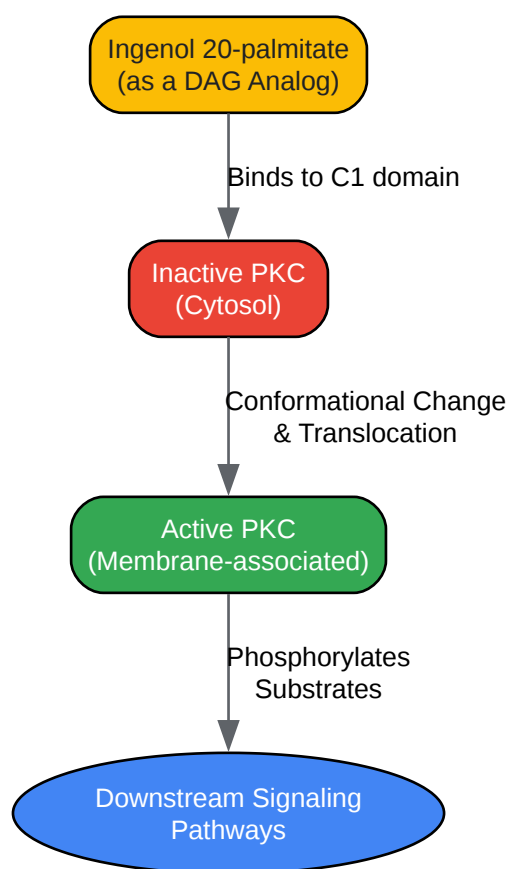 Ingenol 20-palmitate
(as a DAG Analog)
Binds to C1 domain
Inactive PKC
(Cytosol)
Conformational Change
& Translocation
Active PKC
(Membrane-associated)
Phosphorylates
Substrates
Downstream Signaling
Pathways